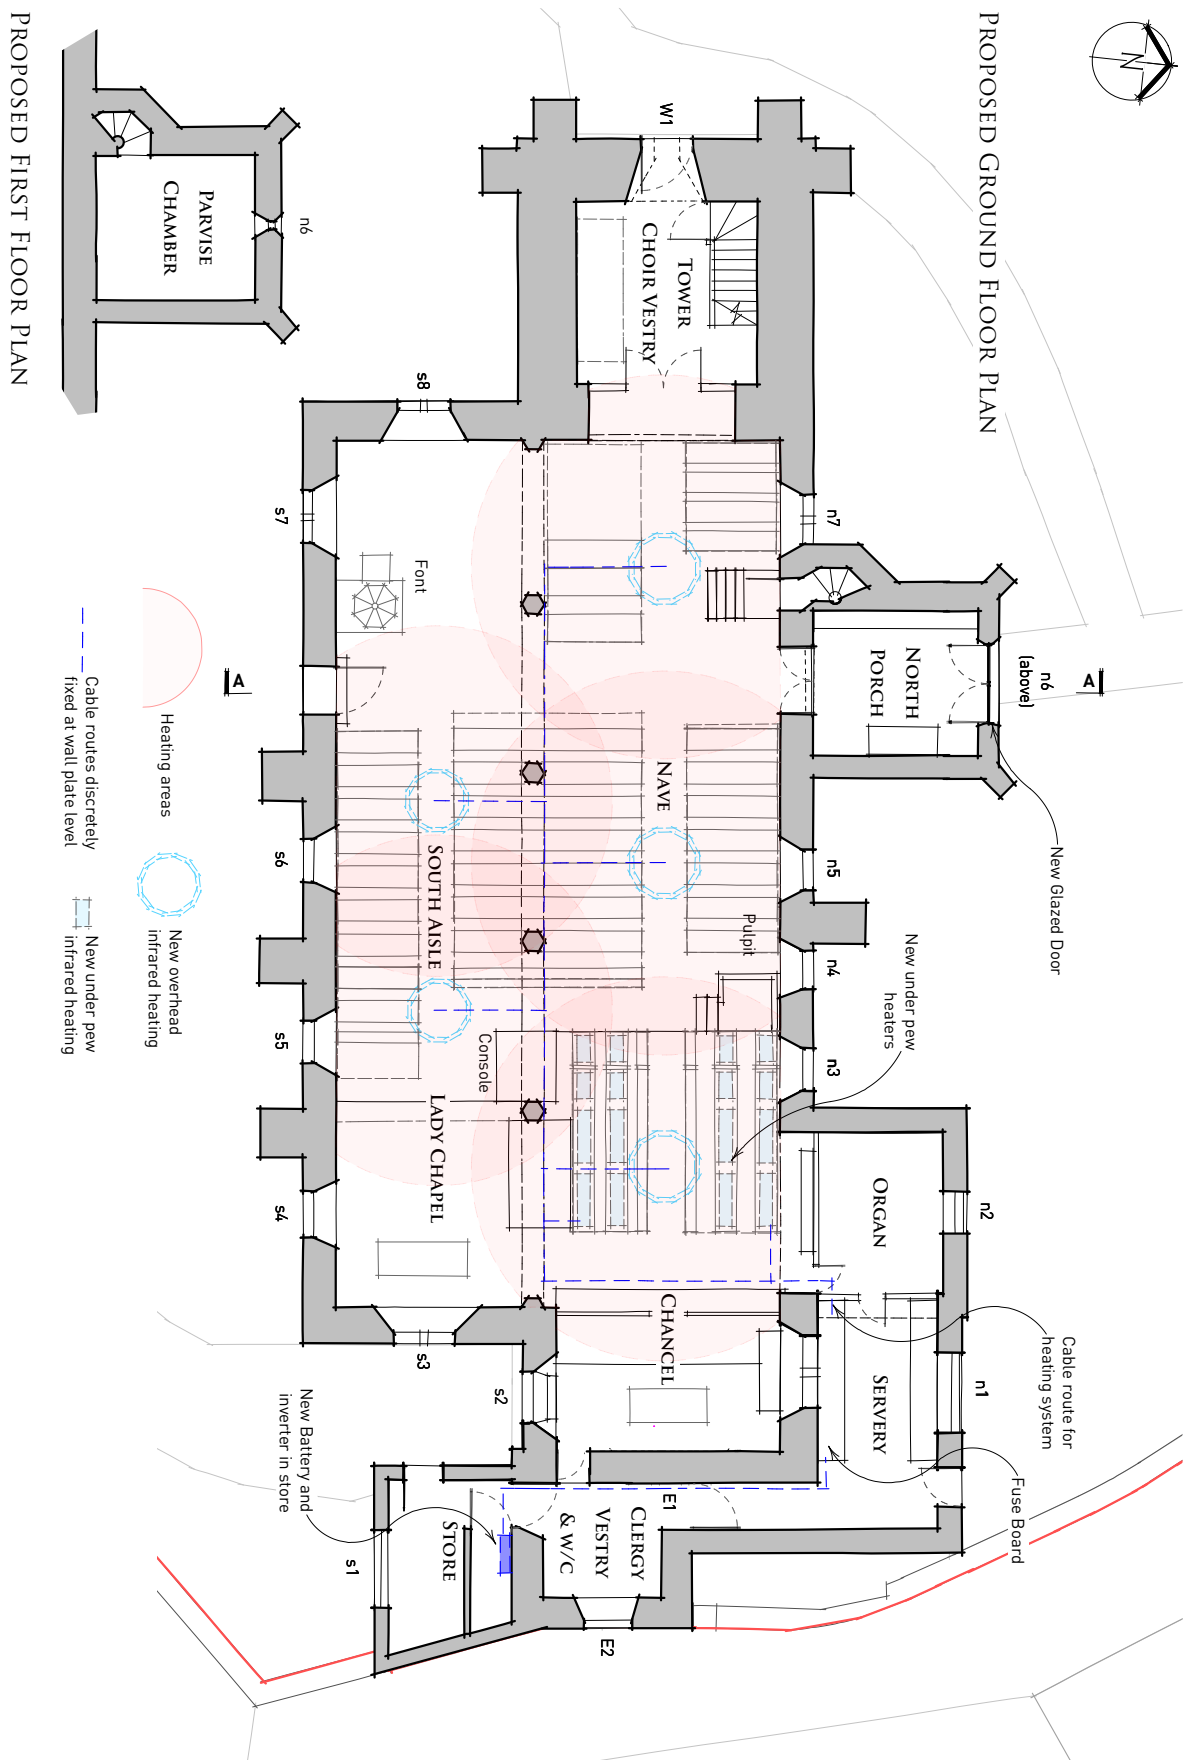 N
PROPOSED GROUND FLOOR PLAN
W1
TOWER
CHOIR VESTRY
n7
NORTH
PORCH
n6
(above)
A
New Glazed Door
NAVE
n5
Pulpit
n4
New under pew
heaters
n3
ORGAN
n2
Cable route for
heating system
CHANCEL
SERVERY
n1
Fuse Board
E1
CLERGY
VESTRY
& W/C
E2
s8
s7
Font
A
SOUTH AISLE
s6
s5
Console
LADY CHAPEL
s4
s3
s2
New Battery and
inverter in store
STORE
s1
n6
PARVISE
CHAMBER
PROPOSED FIRST FLOOR PLAN
Heating areas
Cable routes discretely
fixed at wall plate level
New overhead
infrared heating
New under pew
infrared heating